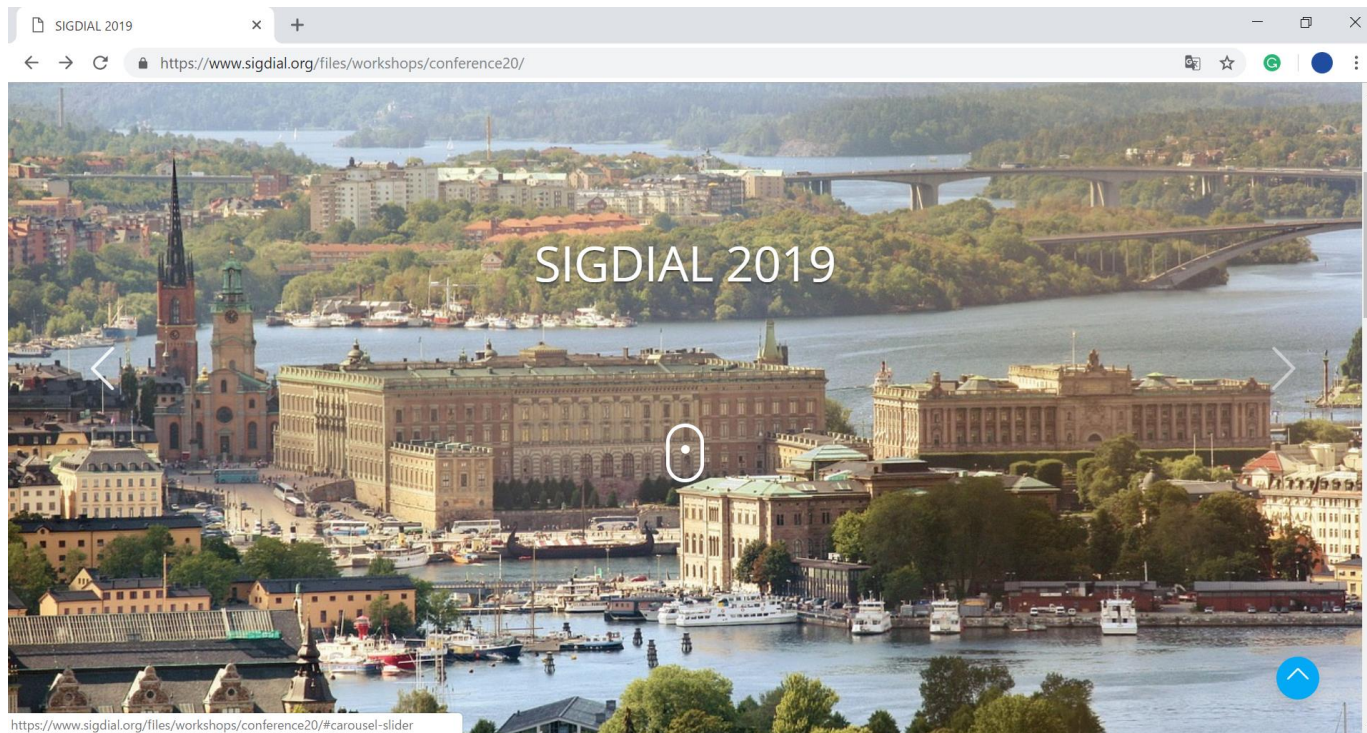 SIGDIAL 2019
https://www.sigdial.org/files/workshops/conference20/
SIGDIAL 2019
https://www.sigdial.org/files/workshops/conference20/#carousel-slider